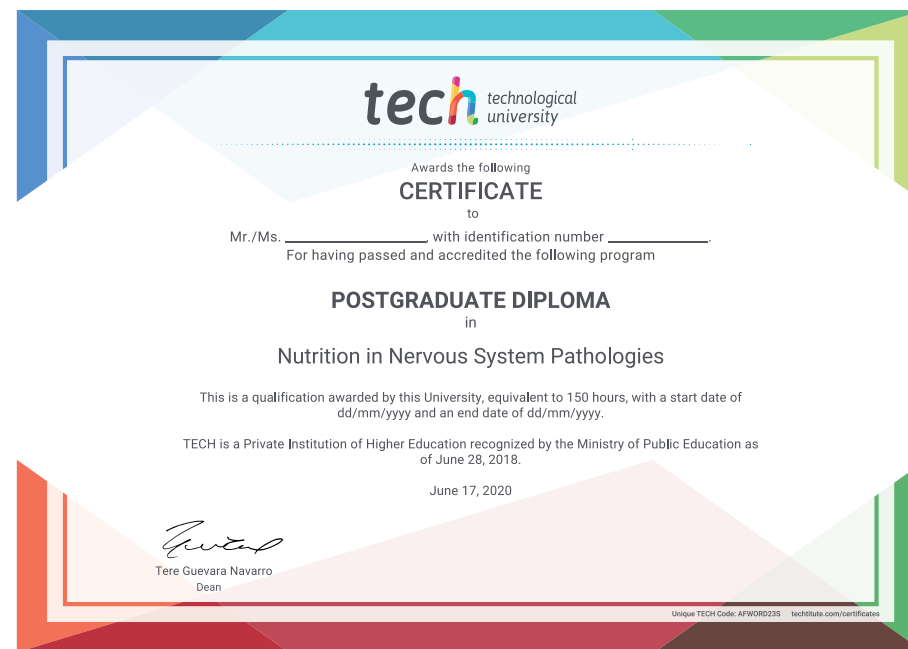 tech technological
university
Awards the following
CERTIFICATE
to
Mr./Ms. ____________, with identification number ____________.
For having passed and accredited the following program
POSTGRADUATE DIPLOMA
in
Nutrition in Nervous System Pathologies
This is a qualification awarded by this University, equivalent to 150 hours, with a start date of
dd/mm/yyyy and an end date of dd/mm/yyyy.
TECH is a Private Institution of Higher Education recognized by the Ministry of Public Education as
of June 28, 2018.
June 17, 2020
Tere Guevara Navarro
Dean
Unique TECH Code: AFWORD23S techtitute.com/certificates